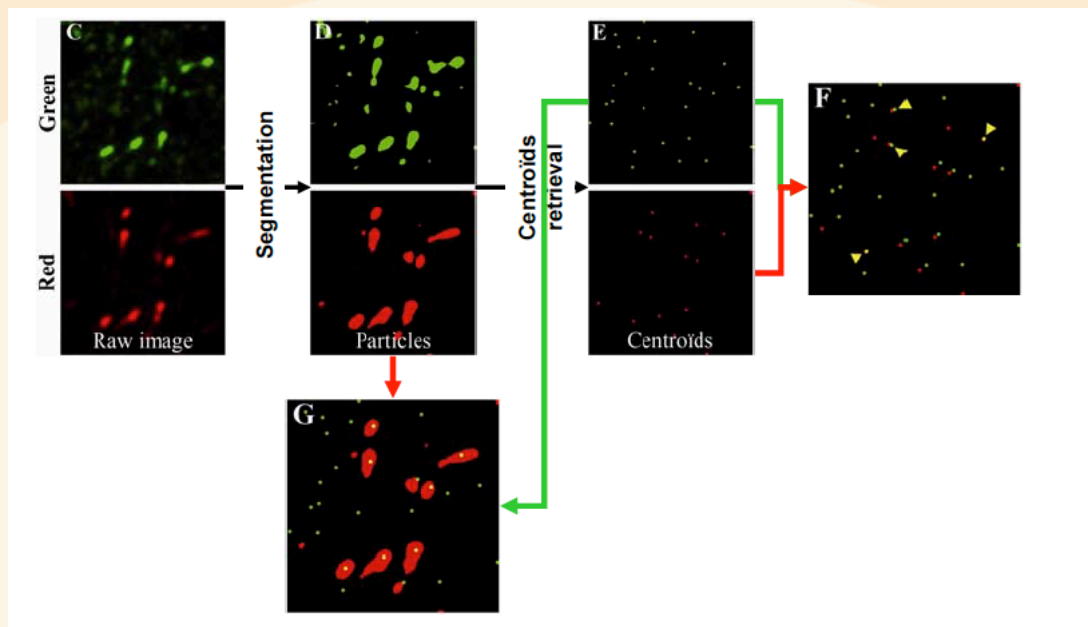 C
D
E
F
Green
Segmentation
Centroïds
retrieval
Red
Raw image
Particles
Centroïds
G